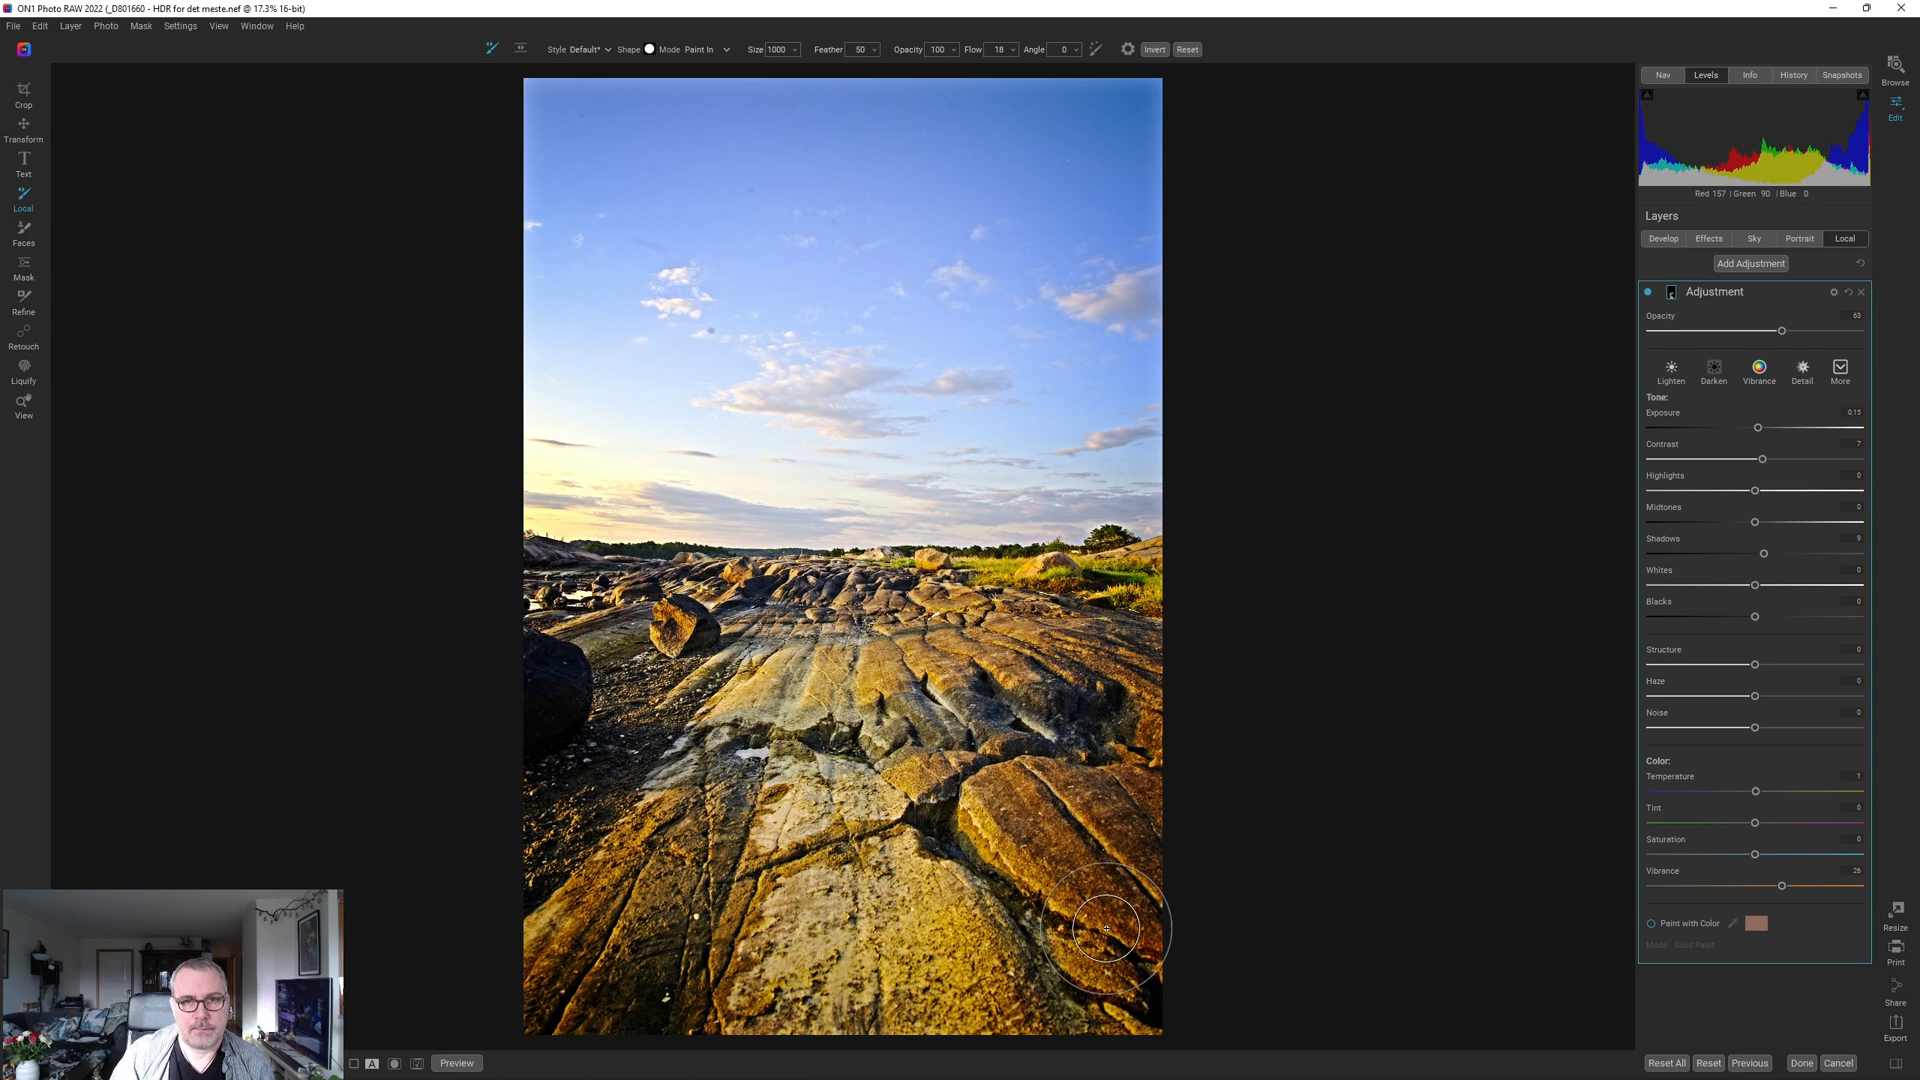 ON1 Photo RAW 2022 (_D801660 - HDR for det meste.nef @ 17.3% 16-bit)
File Edit Layer Photo Mask Settings View Window Help
Style Default* Shape Mode Paint In Size 1000 Feather 50 Opacity 100 Flow 18 Angle 0 Invert Reset
Crop
Transform
Text
Local
Faces
Mask
Refine
Retouch
Liquify
View
Nav Levels Info History Snapshots
Red 157 | Green 90 | Blue 0
Layers
Develop Effects Sky Portrait Local
Add Adjustment
Adjustment
Opacity 63
Lighten Darken Vibrance Detail More
Tone:
Exposure 0.15
Contrast 7
Highlights 0
Midtones 0
Shadows 9
Whites 0
Blacks 0
Structure 0
Haze 0
Noise 0
Color:
Temperature 1
Tint 0
Saturation 0
Vibrance 26
Paint with Color
Mode Solid Paint
Browse
Edit
Resize
Print
Share
Export
A Preview
Reset All Reset Previous Done Cancel